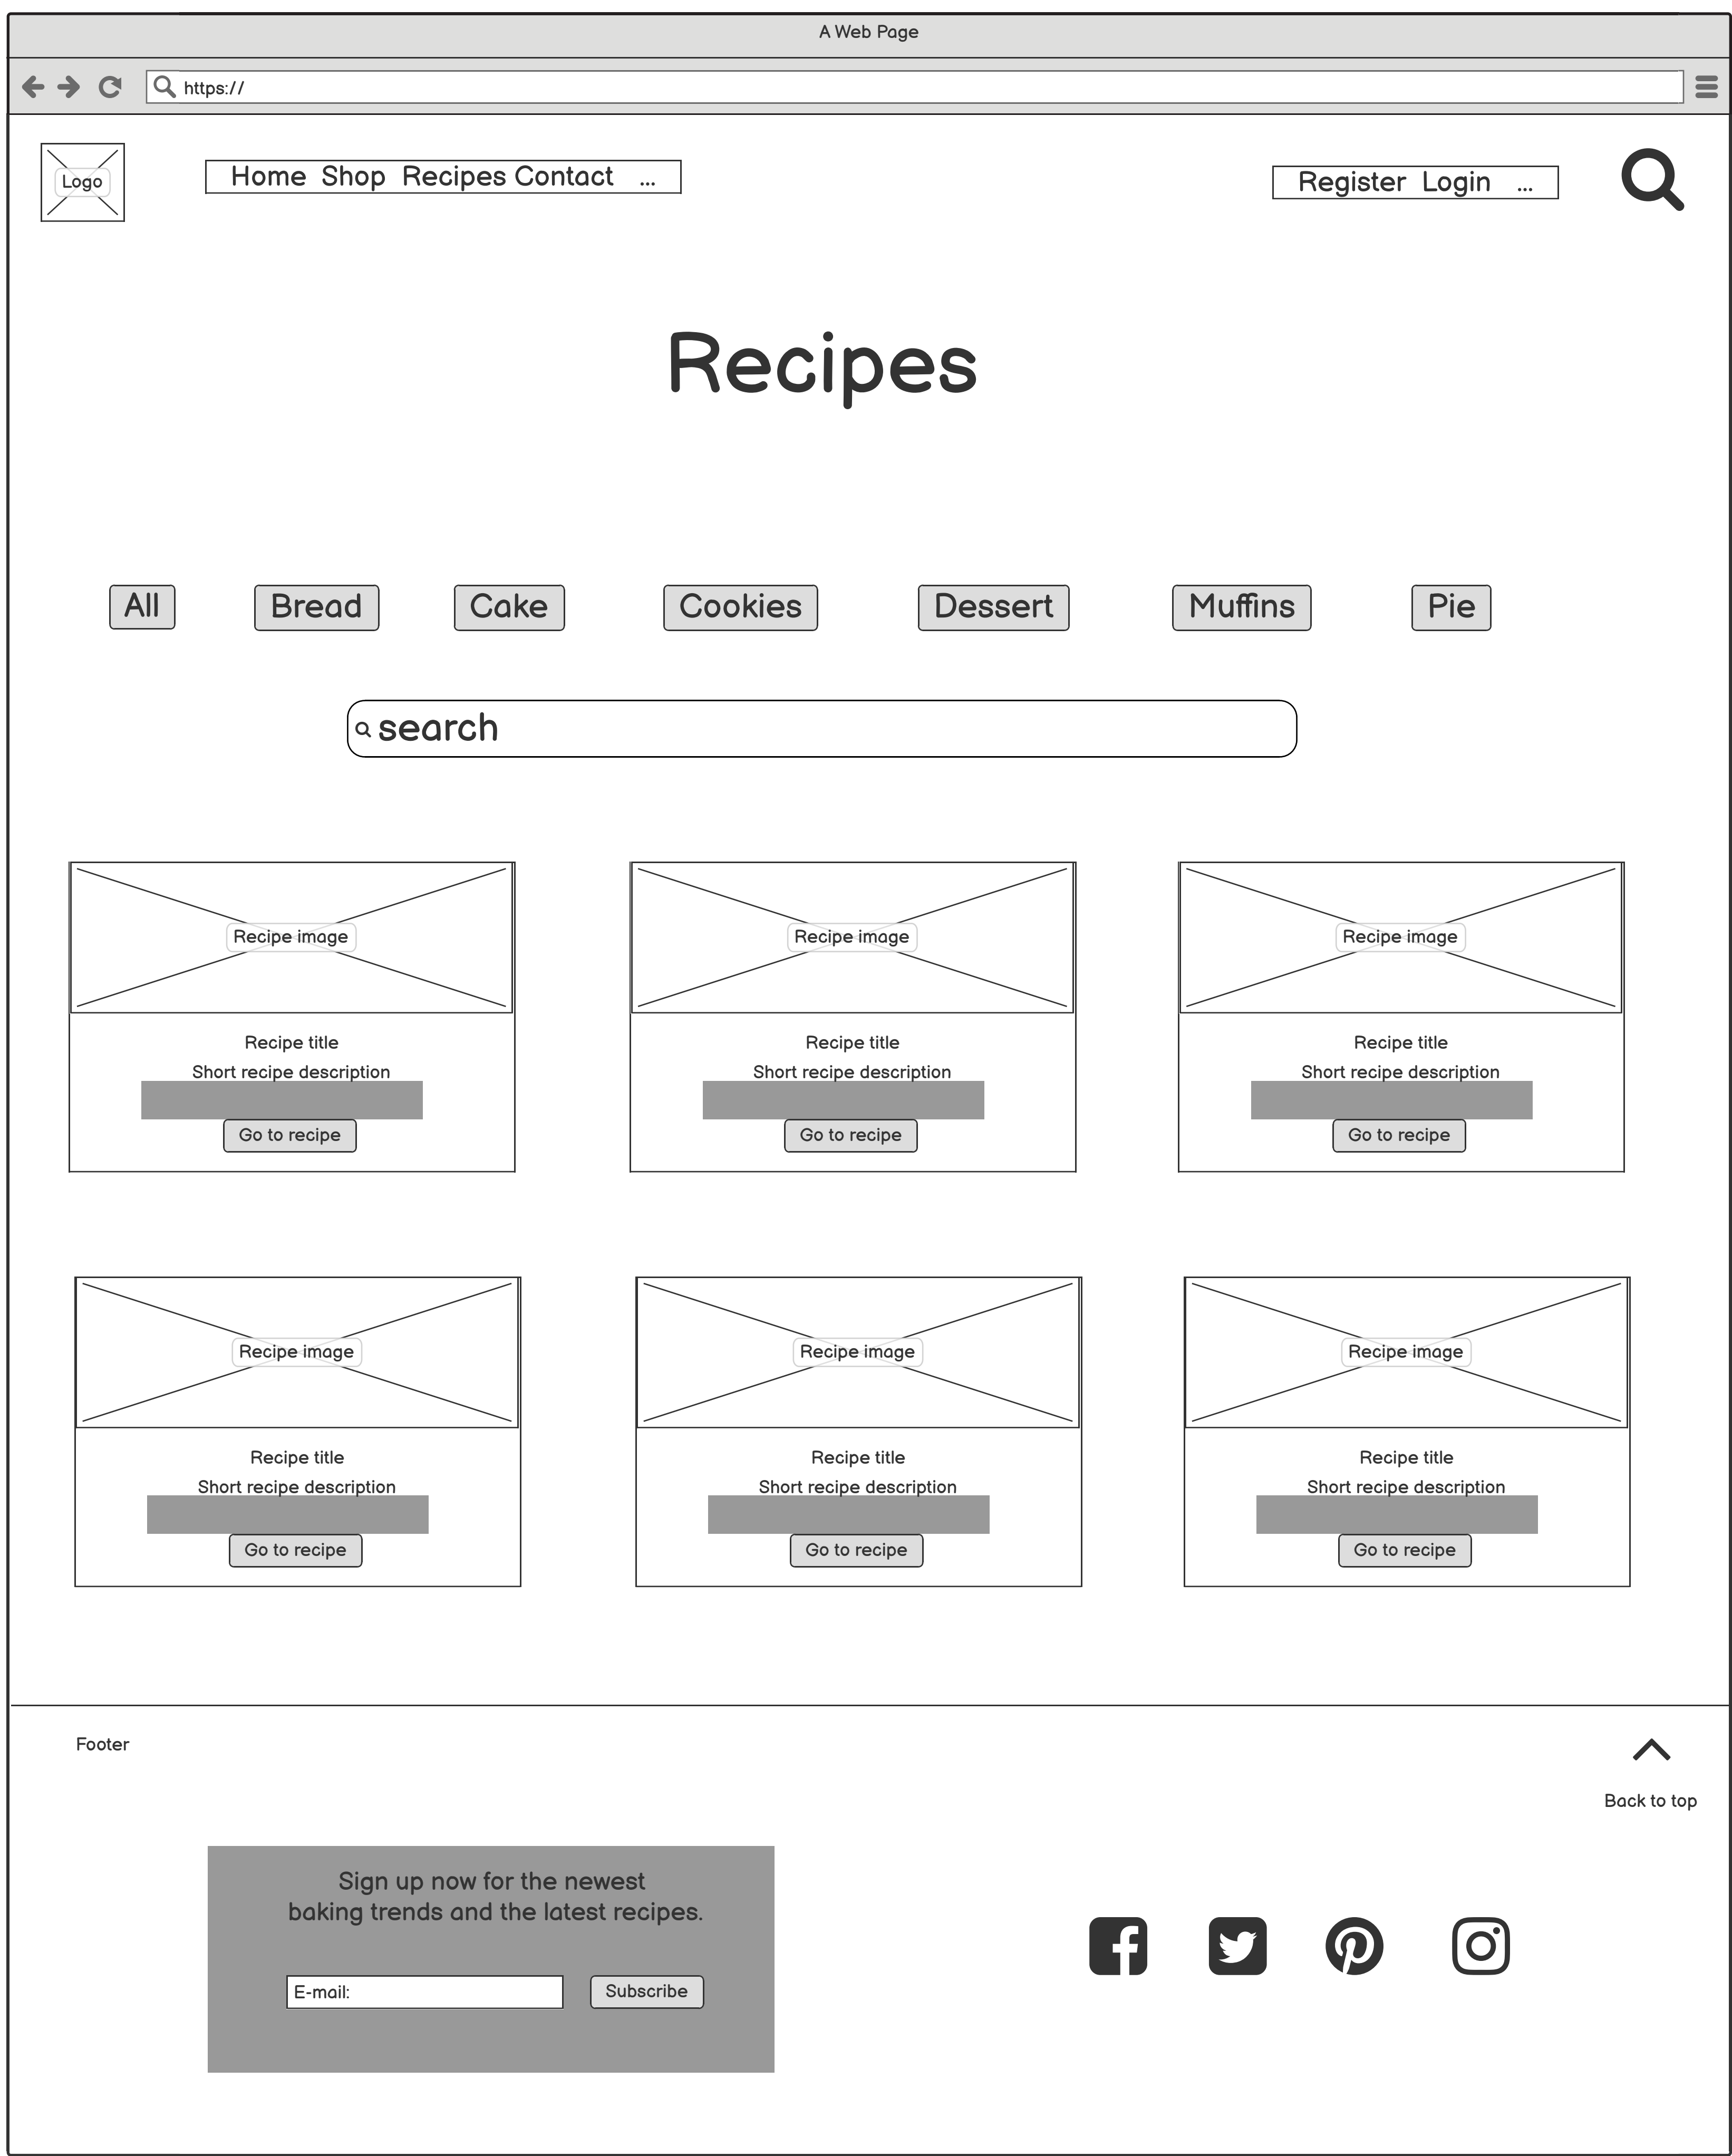 A Web Page
https://
Logo
Home Shop Recipes Contact ...
Register Login ...
Recipes
All Bread Cake Cookies Dessert Muffins Pie
search
Recipe image Recipe image Recipe image
Recipe title Recipe title Recipe title
Short recipe description Short recipe description Short recipe description
Go to recipe Go to recipe Go to recipe
Recipe image Recipe image Recipe image
Recipe title Recipe title Recipe title
Short recipe description Short recipe description Short recipe description
Go to recipe Go to recipe Go to recipe
Footer
Back to top
Sign up now for the newest
baking trends and the latest recipes.
E-mail:
Subscribe